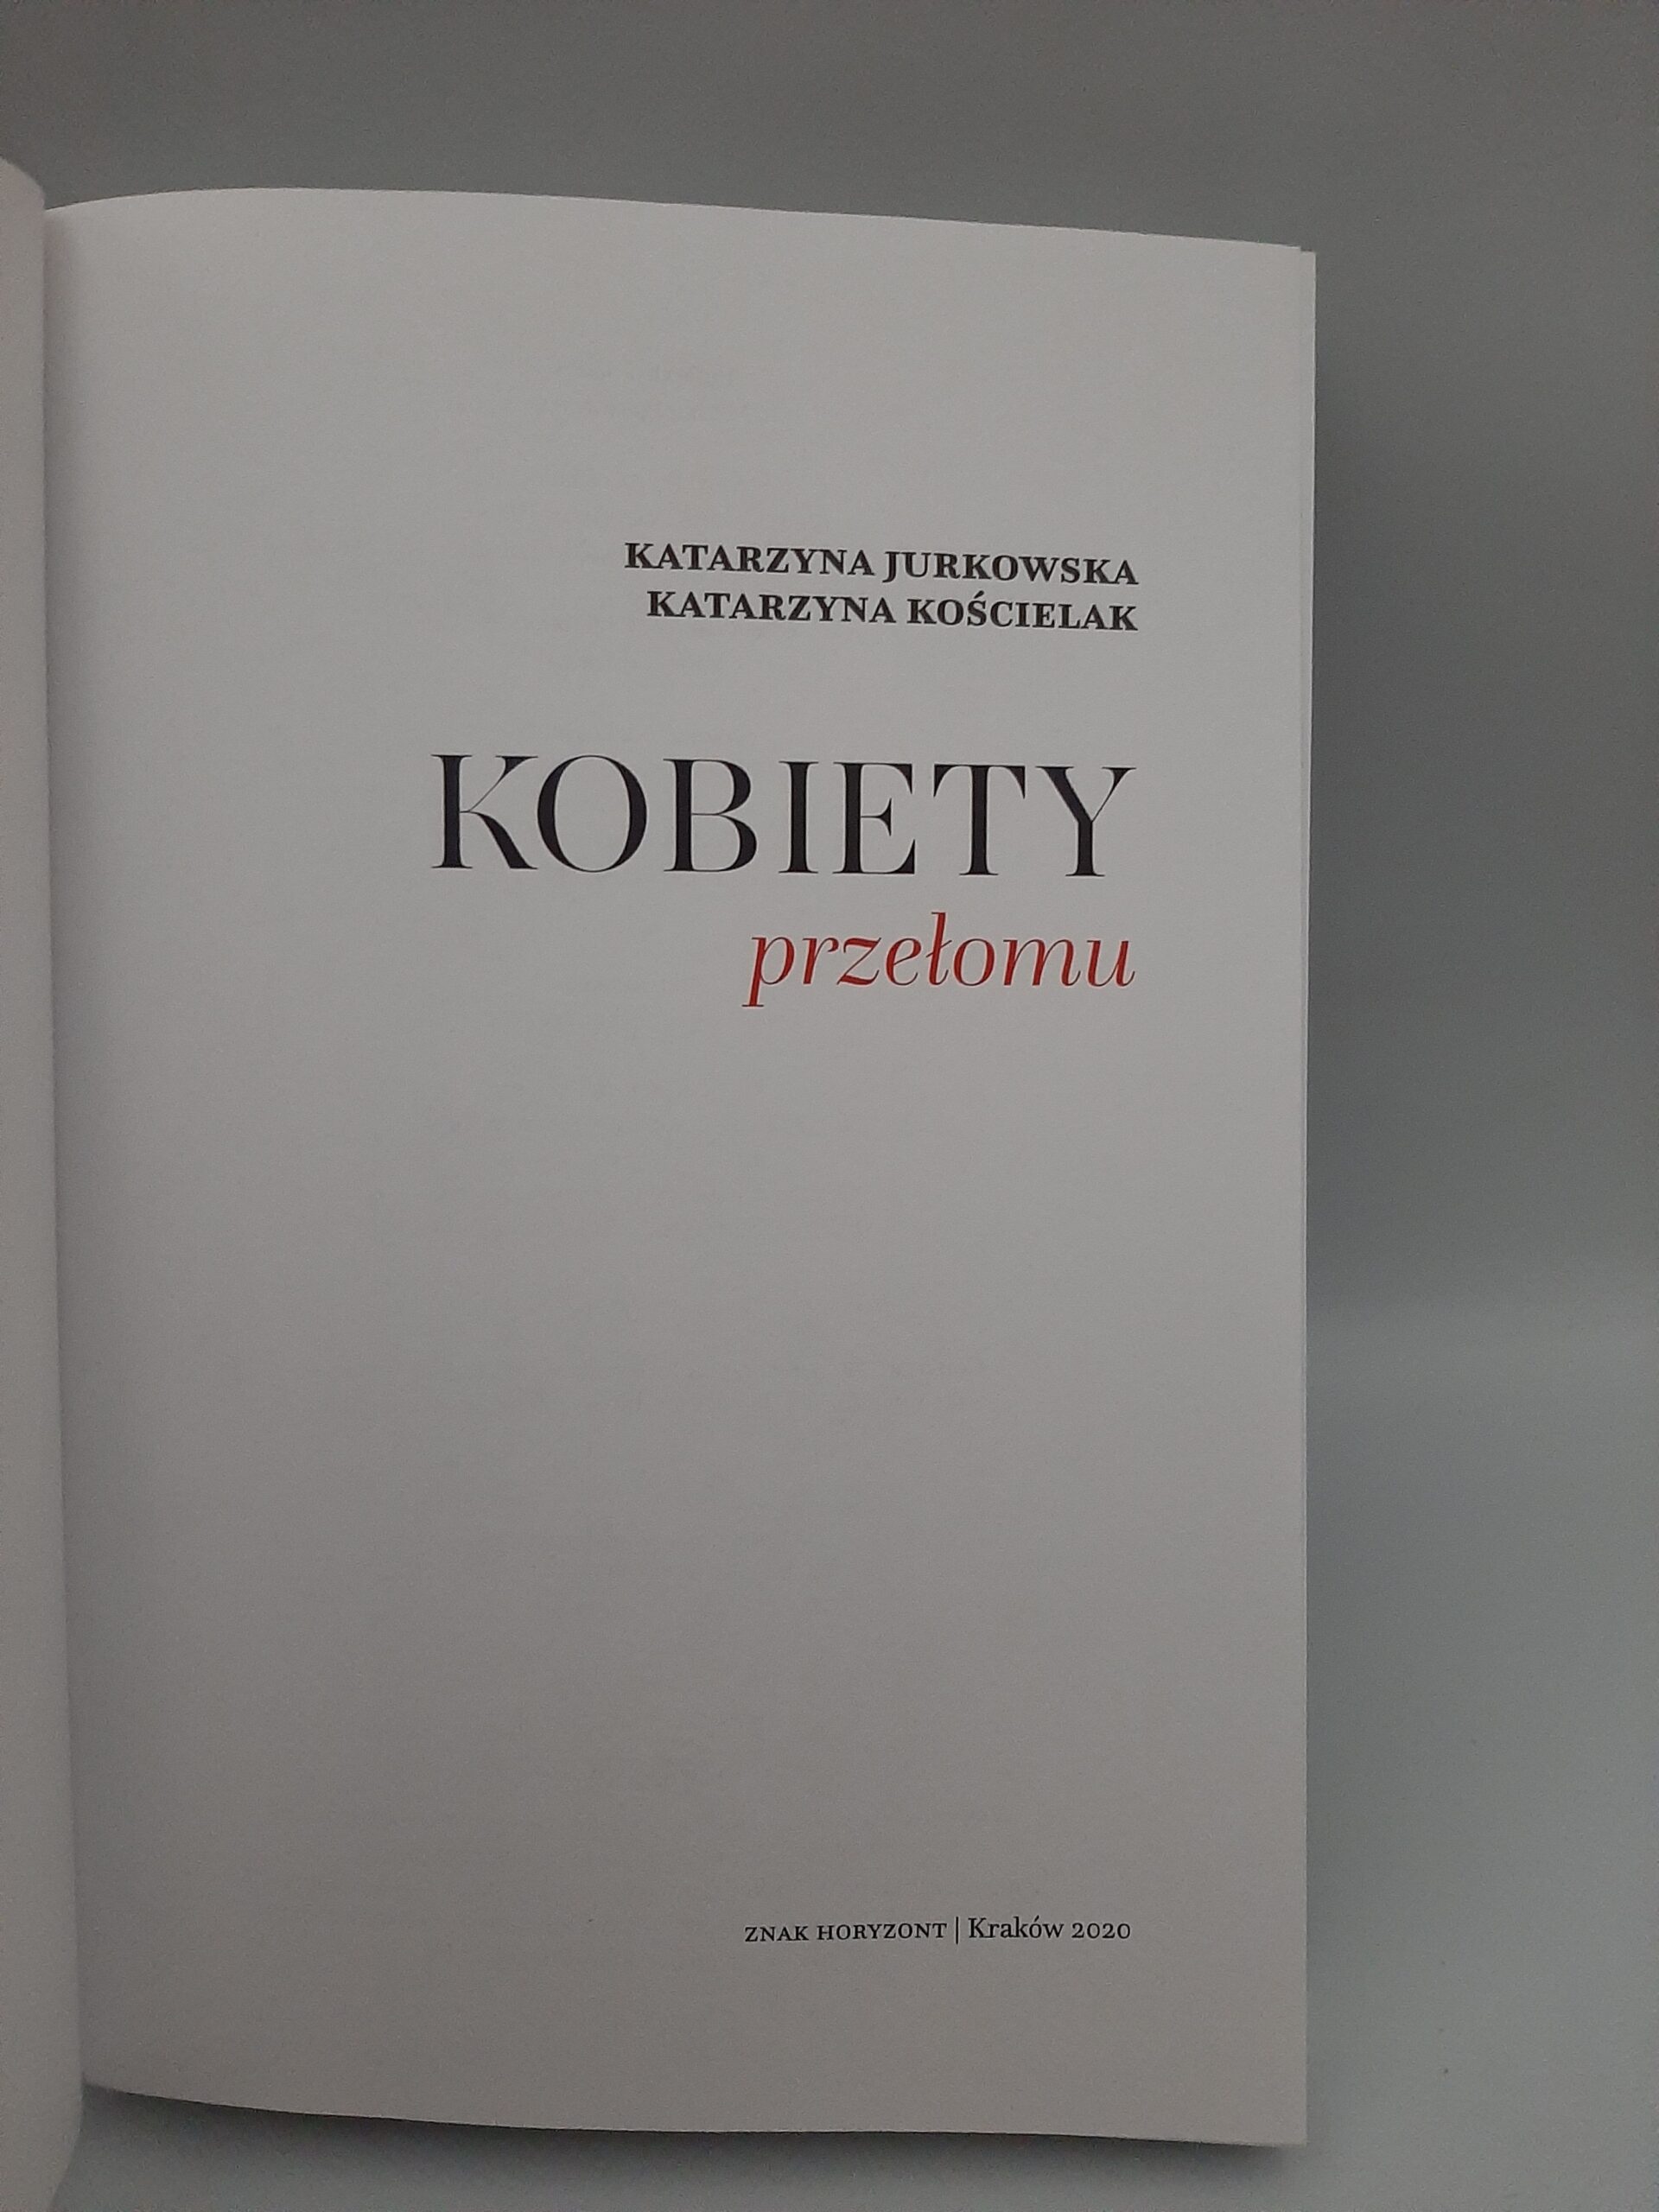 KATARZYNA JURKOWSKA
KATARZYNA KOŚCIELAK
KOBIETY
przełomu
ZNAK HORYZONT | Kraków 2020